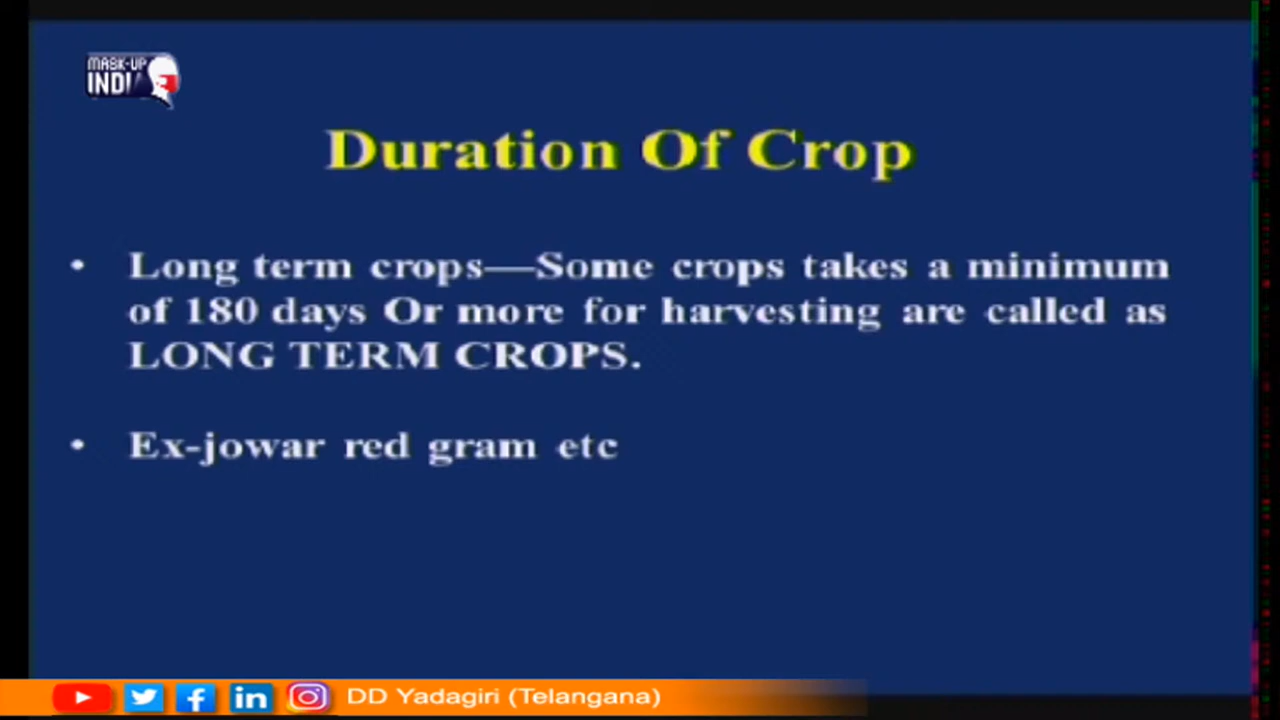 MASK-UP
INDIA
Duration Of Crop
• Long term crops—Some crops takes a minimum
of 180 days Or more for harvesting are called as
LONG TERM CROPS.
• Ex-jowar red gram etc
DD Yadagiri (Telangana)